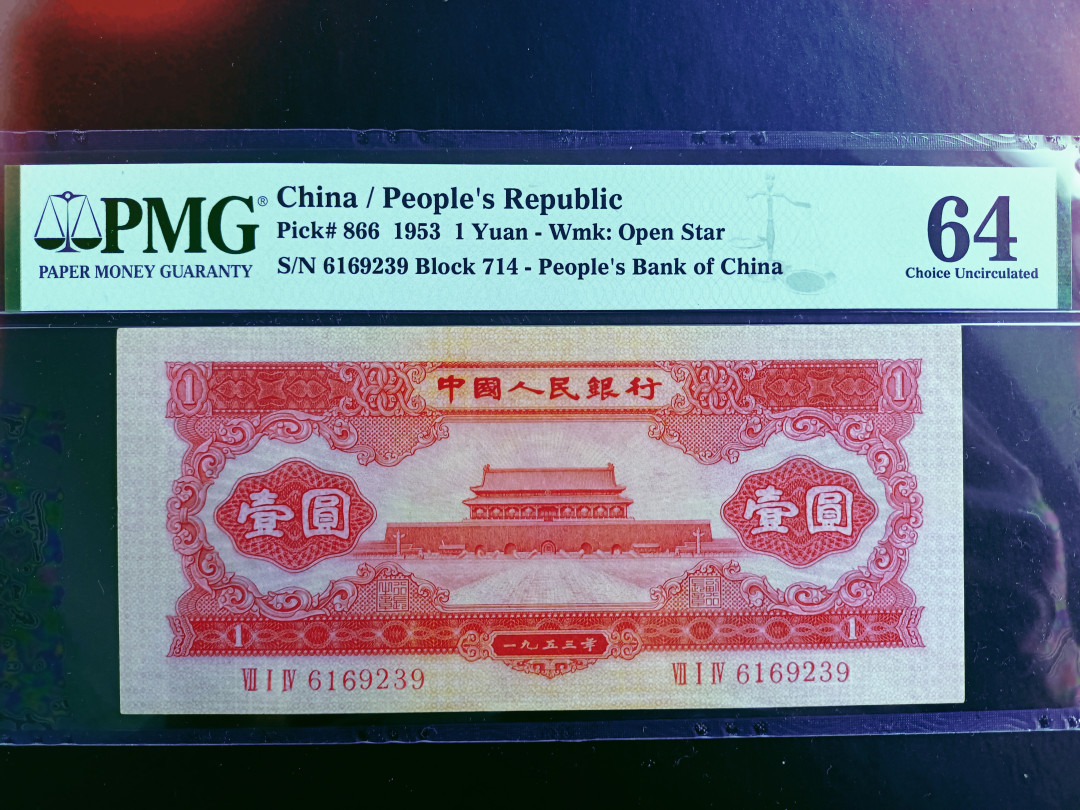 PMG®
PAPER MONEY GUARANTY
China / People's Republic
Pick# 866 1953 1 Yuan - Wmk: Open Star
S/N 6169239 Block 714 - People's Bank of China
64
Choice Uncirculated
1
中國人民銀行
1
壹圓
壹圓
1
一九五三年
1
Ⅶ Ⅰ Ⅳ 6169239
Ⅶ Ⅰ Ⅳ 6169239